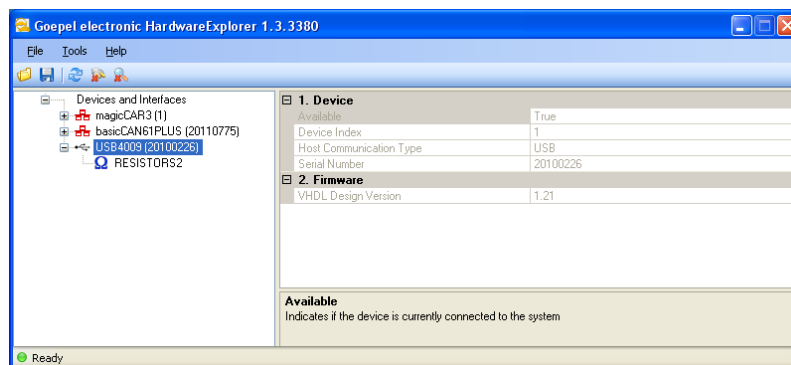 Goepel electronic HardwareExplorer 1.3.3380
File Tools Help
Devices and Interfaces
magicCAR3 (1)
basicCAN61PLUS (20110775)
USB4009 (20100226)
RESISTORS2
1. Device
Available True
Device Index 1
Host Communication Type USB
Serial Number 20100226
2. Firmware
VHDL Design Version 1.21
Available
Indicates if the device is currently connected to the system
Ready